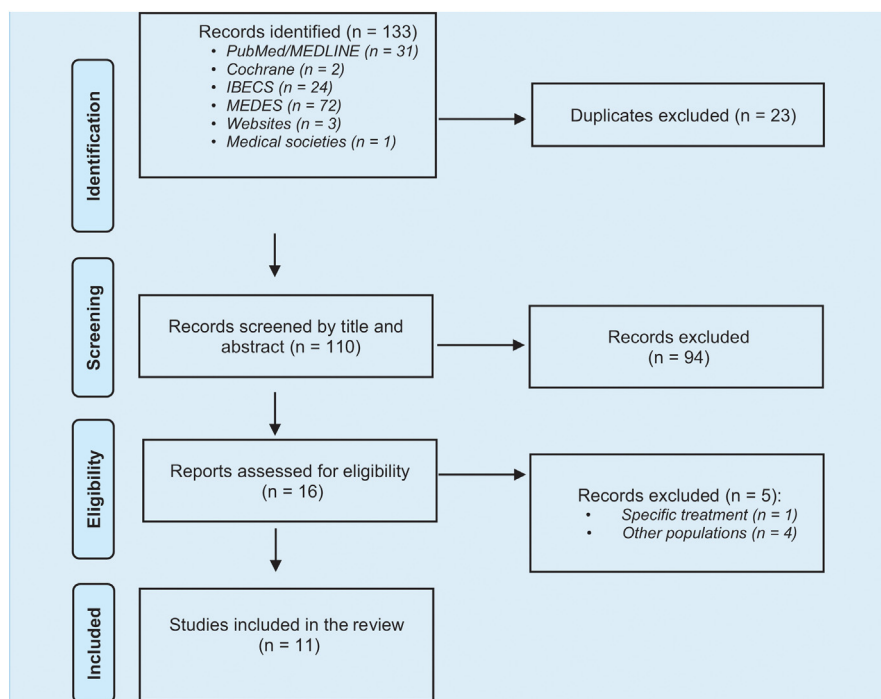 Identification
Records identified (n = 133)
• PubMed/MEDLINE (n = 31)
• Cochrane (n = 2)
• IBECS (n = 24)
• MEDES (n = 72)
• Websites (n = 3)
• Medical societies (n = 1)
Duplicates excluded (n = 23)
Screening
Records screened by title and
abstract (n = 110)
Records excluded
(n = 94)
Eligibility
Reports assessed for eligibility
(n = 16)
Records excluded (n = 5):
• Specific treatment (n = 1)
• Other populations (n = 4)
Included
Studies included in the review
(n = 11)